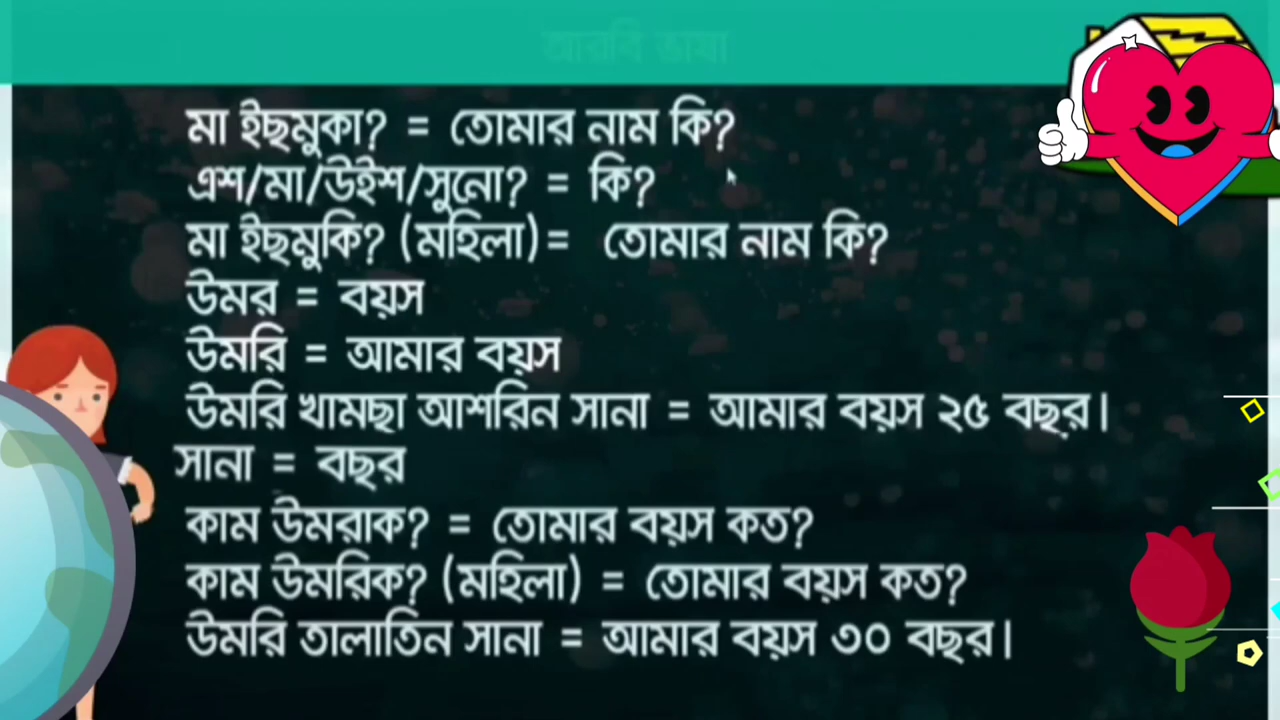 আরবি ভাষা
মা ইছমুকা? = তোমার নাম কি?
এশ/মা/উইশ/সুনো? = কি?
মা ইছমুকি? (মহিলা) = তোমার নাম কি?
উমর = বয়স
উমরি = আমার বয়স
উমরি খামছা আশরিন সানা = আমার বয়স ২৫ বছর।
সানা = বছর
কাম উমরাক? = তোমার বয়স কত?
কাম উমরিক? (মহিলা) = তোমার বয়স কত?
উমরি তালাতিন সানা = আমার বয়স ৩০ বছর।